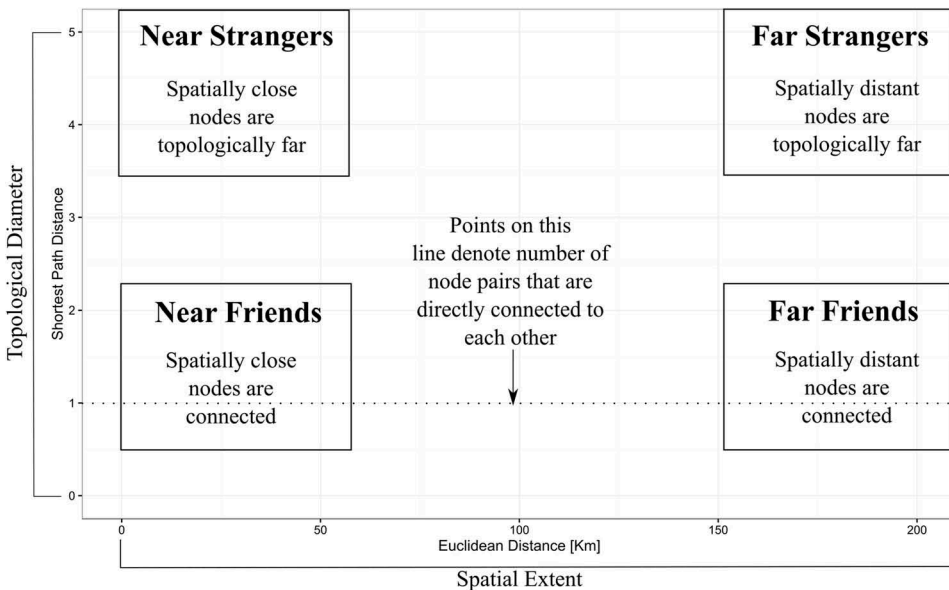 Near Strangers
Spatially close
nodes are
topologically far
Far Strangers
Spatially distant
nodes are
topologically far
Points on this
line denote number of
node pairs that are
directly connected to
each other
Near Friends
Spatially close
nodes are
connected
Far Friends
Spatially distant
nodes are
connected
Topological Diameter
Shortest Path Distance
5
4
3
2
1
0
0
50
100
150
200
Euclidean Distance [Km]
Spatial Extent